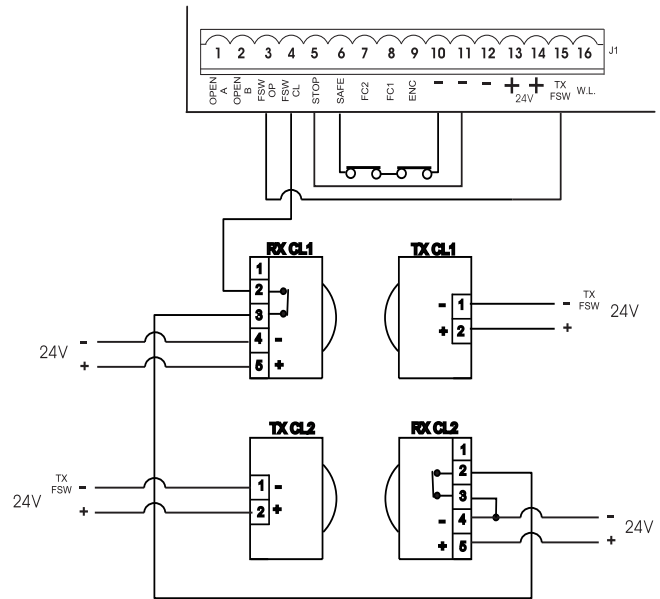 1 2 3 4 5 6 7 8 9 10 11 12 13 14 15 16 J1
OPEN A
OPEN B
FSW OP
FSW CL
STOP
SAFE
FC2
FC1
ENC
- - - + +
24V
TX FSW
W.L.
RX CL1
1
2
3
4 -
5 +
- 24V +
TX CL1
- 1
+ 2
- TX FSW 24V
+
TX CL2
1 -
2 +
24V TX FSW -
+
RX CL2
1
2
3
- 4
+ 5
- 24V +